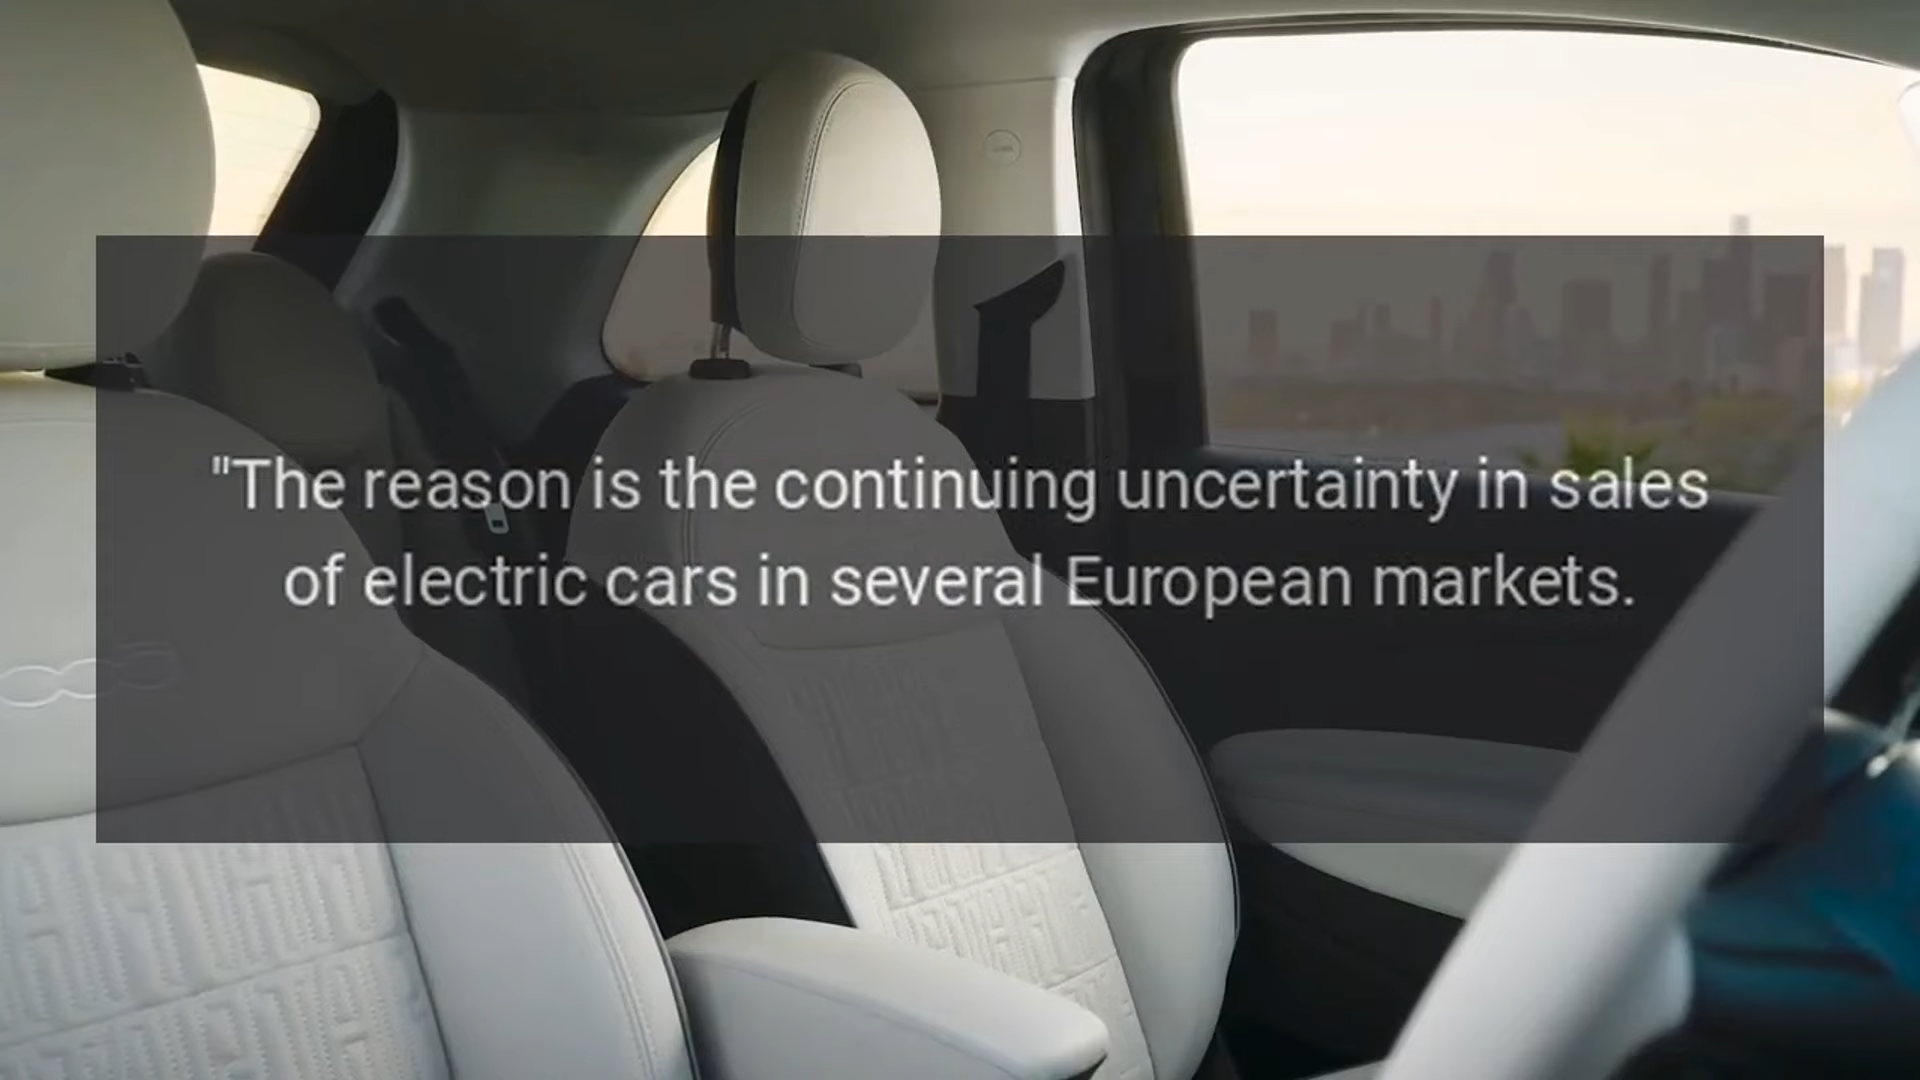 "The reason is the continuing uncertainty in sales
of electric cars in several European markets.